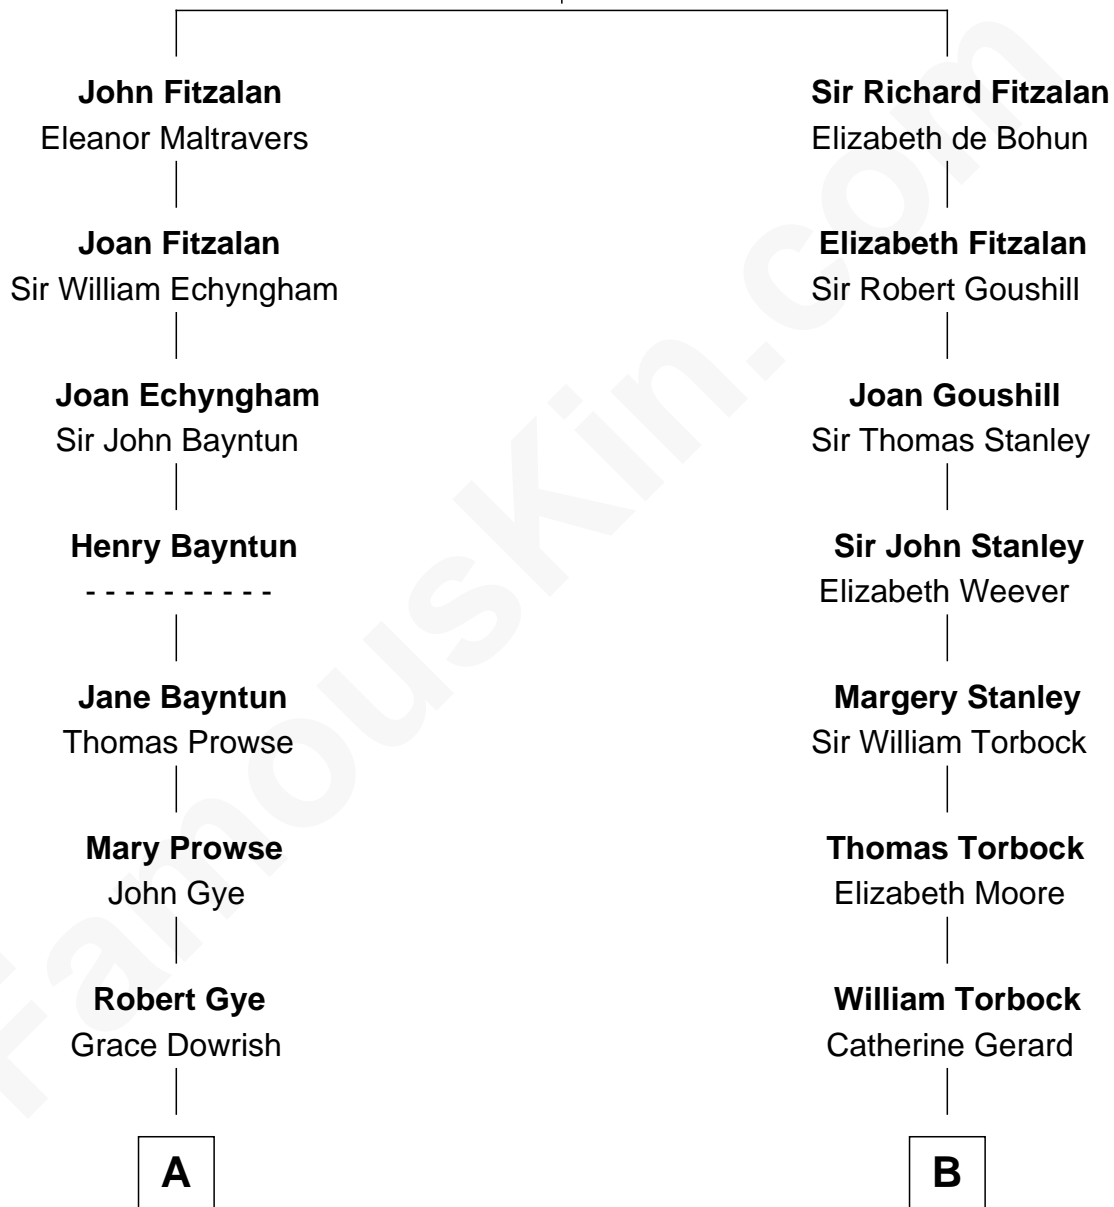 John Fitzalan
Eleanor Maltravers
Sir Richard Fitzalan
Elizabeth de Bohun
Joan Fitzalan
Sir William Echyngham
Elizabeth Fitzalan
Sir Robert Goushill
Joan Echyngham
Sir John Bayntun
Joan Goushill
Sir Thomas Stanley
Henry Bayntun
- - - - - - - - - -
Sir John Stanley
Elizabeth Weever
Jane Bayntun
Thomas Prowse
Margery Stanley
Sir William Torbock
Mary Prowse
John Gye
Thomas Torbock
Elizabeth Moore
Robert Gye
Grace Dowrish
William Torbock
Catherine Gerard
A
B
FamousKin.com